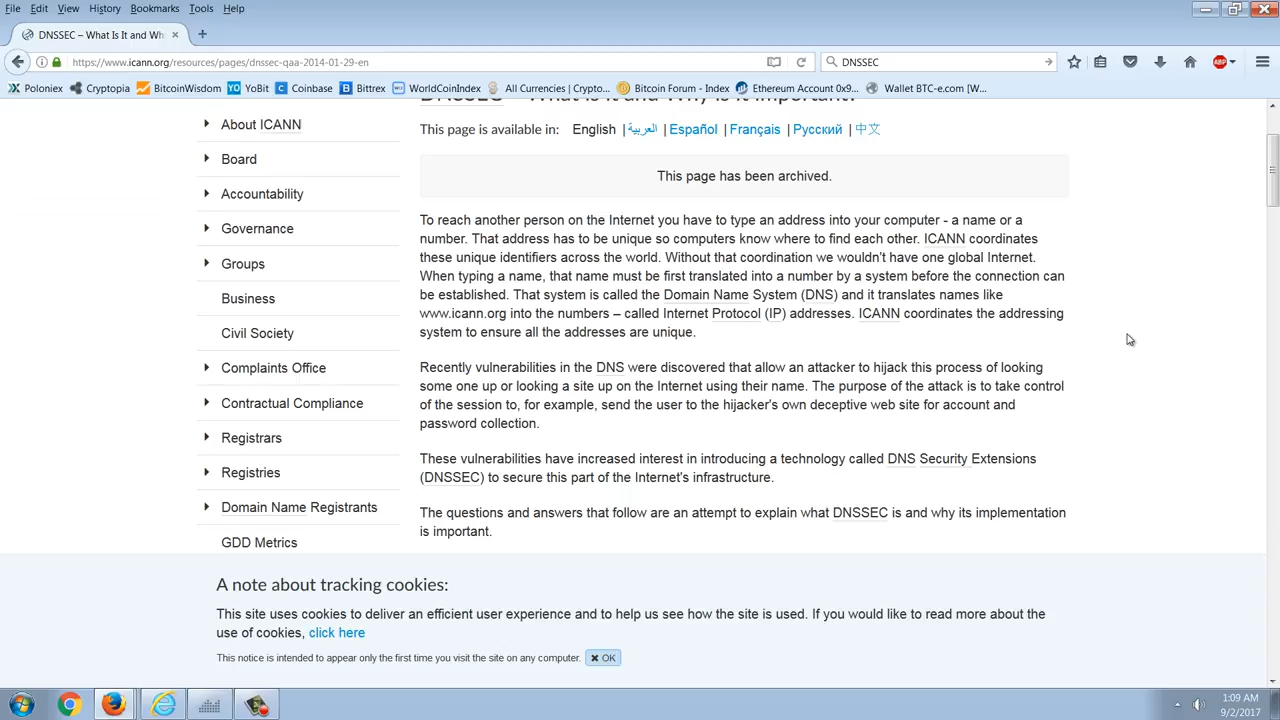 File Edit View History Bookmarks Tools Help
DNSSEC – What Is It and Wh
https://www.icann.org/resources/pages/dnssec-qaa-2014-01-29-en
DNSSEC
Poloniex Cryptopia BitcoinWisdom YoBit Coinbase Bittrex WorldCoinIndex All Currencies | Crypto... Bitcoin Forum - Index Ethereum Account 0x9... Wallet BTC-e.com [W...
DNSSEC – What Is It and Why Is It Important?
This page is available in: English | العربية | Español | Français | Русский | 中文
This page has been archived.
About ICANN
Board
Accountability
Governance
Groups
Business
Civil Society
Complaints Office
Contractual Compliance
Registrars
Registries
Domain Name Registrants
GDD Metrics
To reach another person on the Internet you have to type an address into your computer - a name or a
number. That address has to be unique so computers know where to find each other. ICANN coordinates
these unique identifiers across the world. Without that coordination we wouldn't have one global Internet.
When typing a name, that name must be first translated into a number by a system before the connection can
be established. That system is called the Domain Name System (DNS) and it translates names like
www.icann.org into the numbers – called Internet Protocol (IP) addresses. ICANN coordinates the addressing
system to ensure all the addresses are unique.
Recently vulnerabilities in the DNS were discovered that allow an attacker to hijack this process of looking
some one up or looking a site up on the Internet using their name. The purpose of the attack is to take control
of the session to, for example, send the user to the hijacker's own deceptive web site for account and
password collection.
These vulnerabilities have increased interest in introducing a technology called DNS Security Extensions
(DNSSEC) to secure this part of the Internet's infrastructure.
The questions and answers that follow are an attempt to explain what DNSSEC is and why its implementation
is important.
A note about tracking cookies:
This site uses cookies to deliver an efficient user experience and to help us see how the site is used. If you would like to read more about the
use of cookies, click here
This notice is intended to appear only the first time you visit the site on any computer. ✖ OK
1:09 AM
9/2/2017